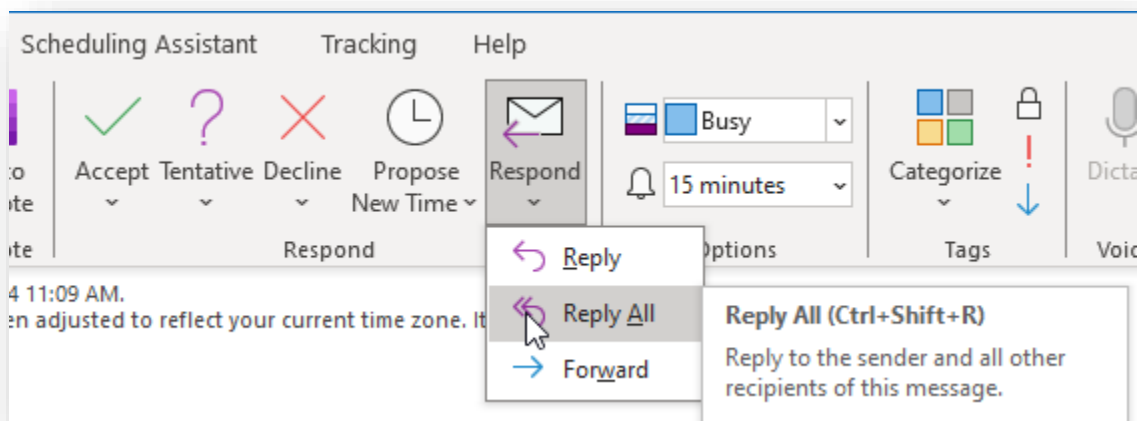 Scheduling Assistant Tracking Help
Busy
Accept Tentative Decline Propose New Time Respond
15 minutes
Categorize
Respond Options Tags
Reply
4 11:09 AM.
adjusted to reflect your current time zone.
Reply All
Reply All (Ctrl+Shift+R)
Reply to the sender and all other
recipients of this message.
Forward